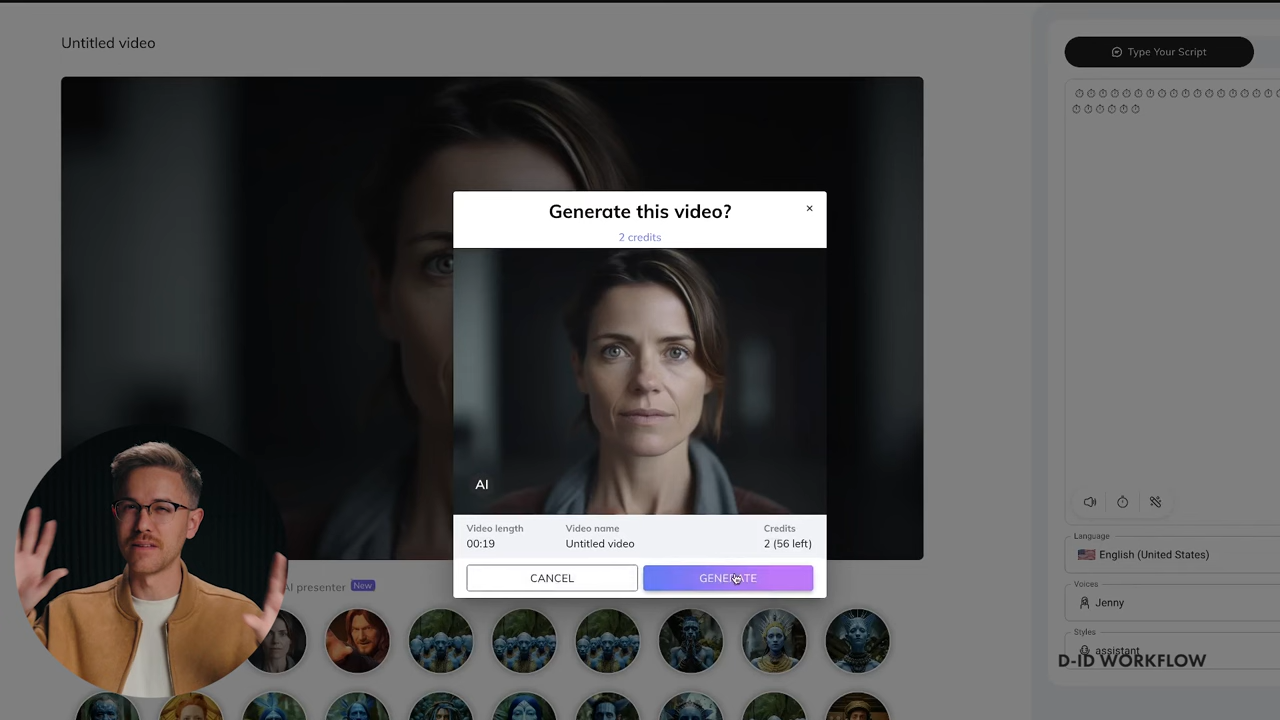 Untitled video
Type Your Script
Generate this video?
2 credits
AI
Video length
Video name
Credits
00:19
Untitled video
2 (56 left)
CANCEL
GENERATE
AI presenter
New
Language
English (United States)
Voices
Jenny
Styles
assistant
D-ID WORKFLOW